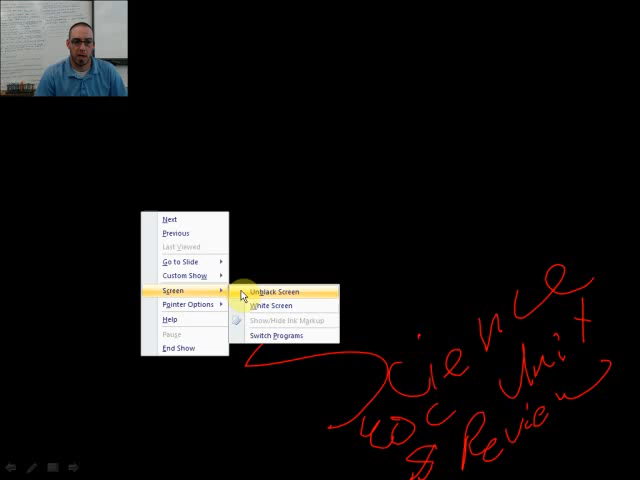 Next
Previous
Last Viewed
Go to Slide
Custom Show
Screen
Pointer Options
Help
Pause
End Show
Unblack Screen
White Screen
Show/Hide Ink Markup
Switch Programs
Science
Unit
Review